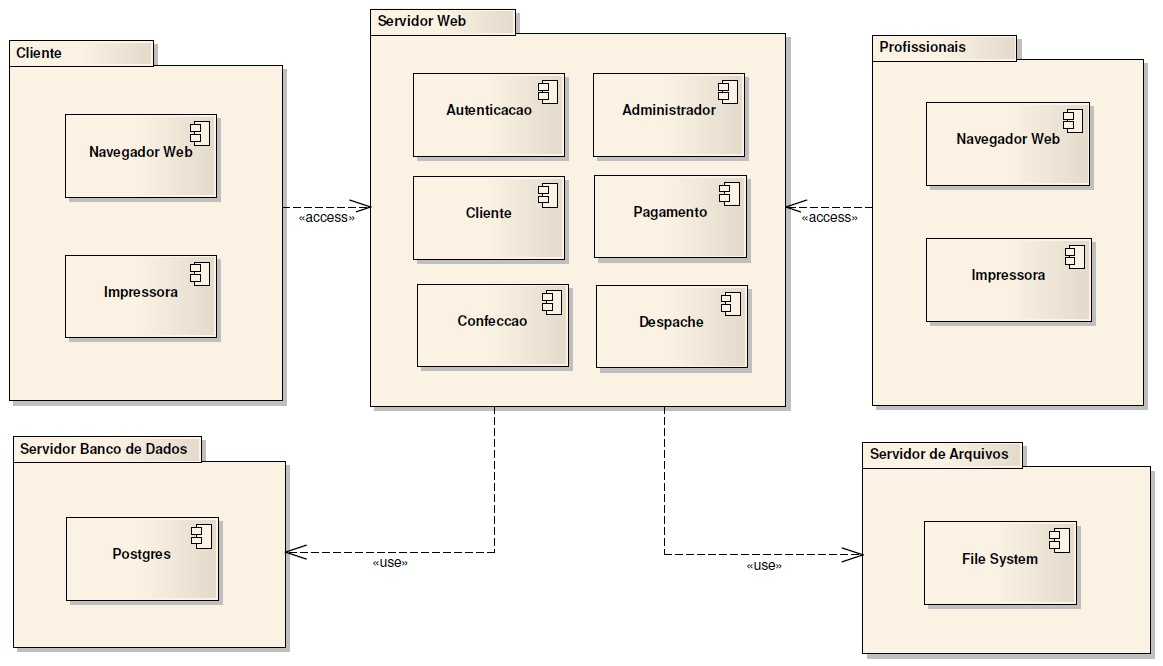 Servidor Web
Cliente
Profissionais
Autenticacao
Administrador
Navegador Web
Navegador Web
Cliente
Pagamento
«access»
«access»
Impressora
Impressora
Confeccao
Despache
Servidor Banco de Dados
Servidor de Arquivos
Postgres
File System
«use»
«use»